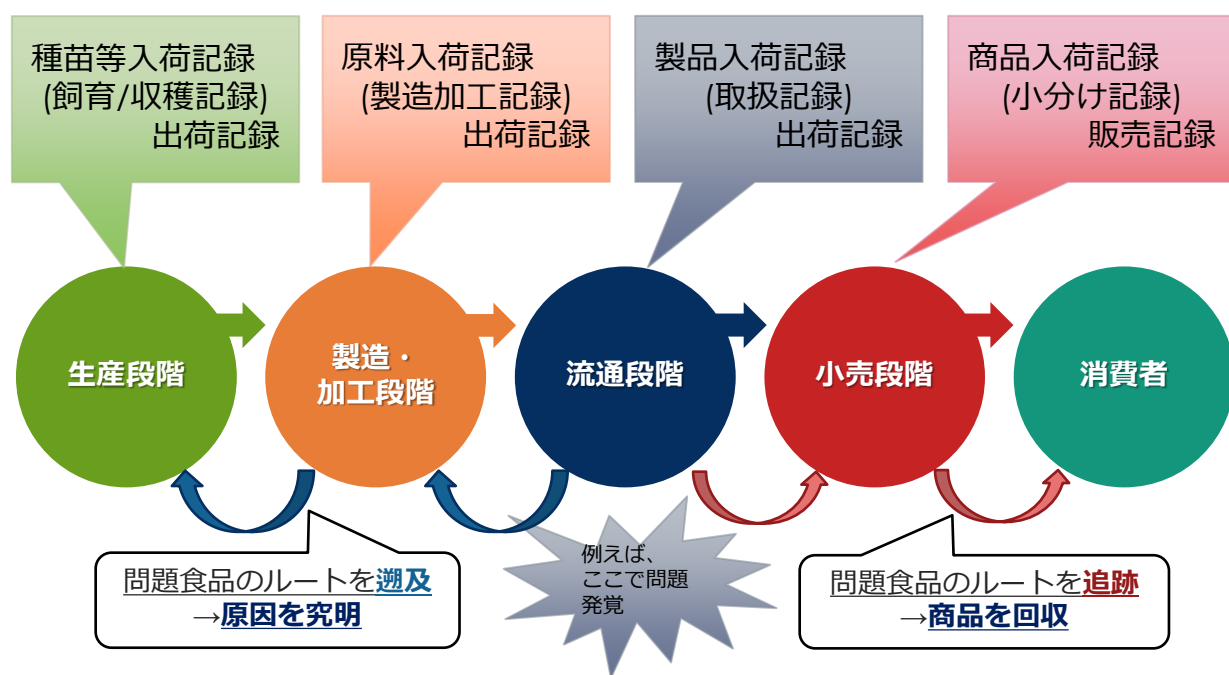 種苗等入荷記録
(飼育/収穫記録)
出荷記録
原料入荷記録
(製造加工記録)
出荷記録
製品入荷記録
(取扱記録)
出荷記録
商品入荷記録
(小分け記録)
販売記録
生産段階
製造・
加工段階
流通段階
小売段階
消費者
問題食品のルートを遡及
→原因を究明
例えば、
ここで問題
発覚
問題食品のルートを追跡
→商品を回収